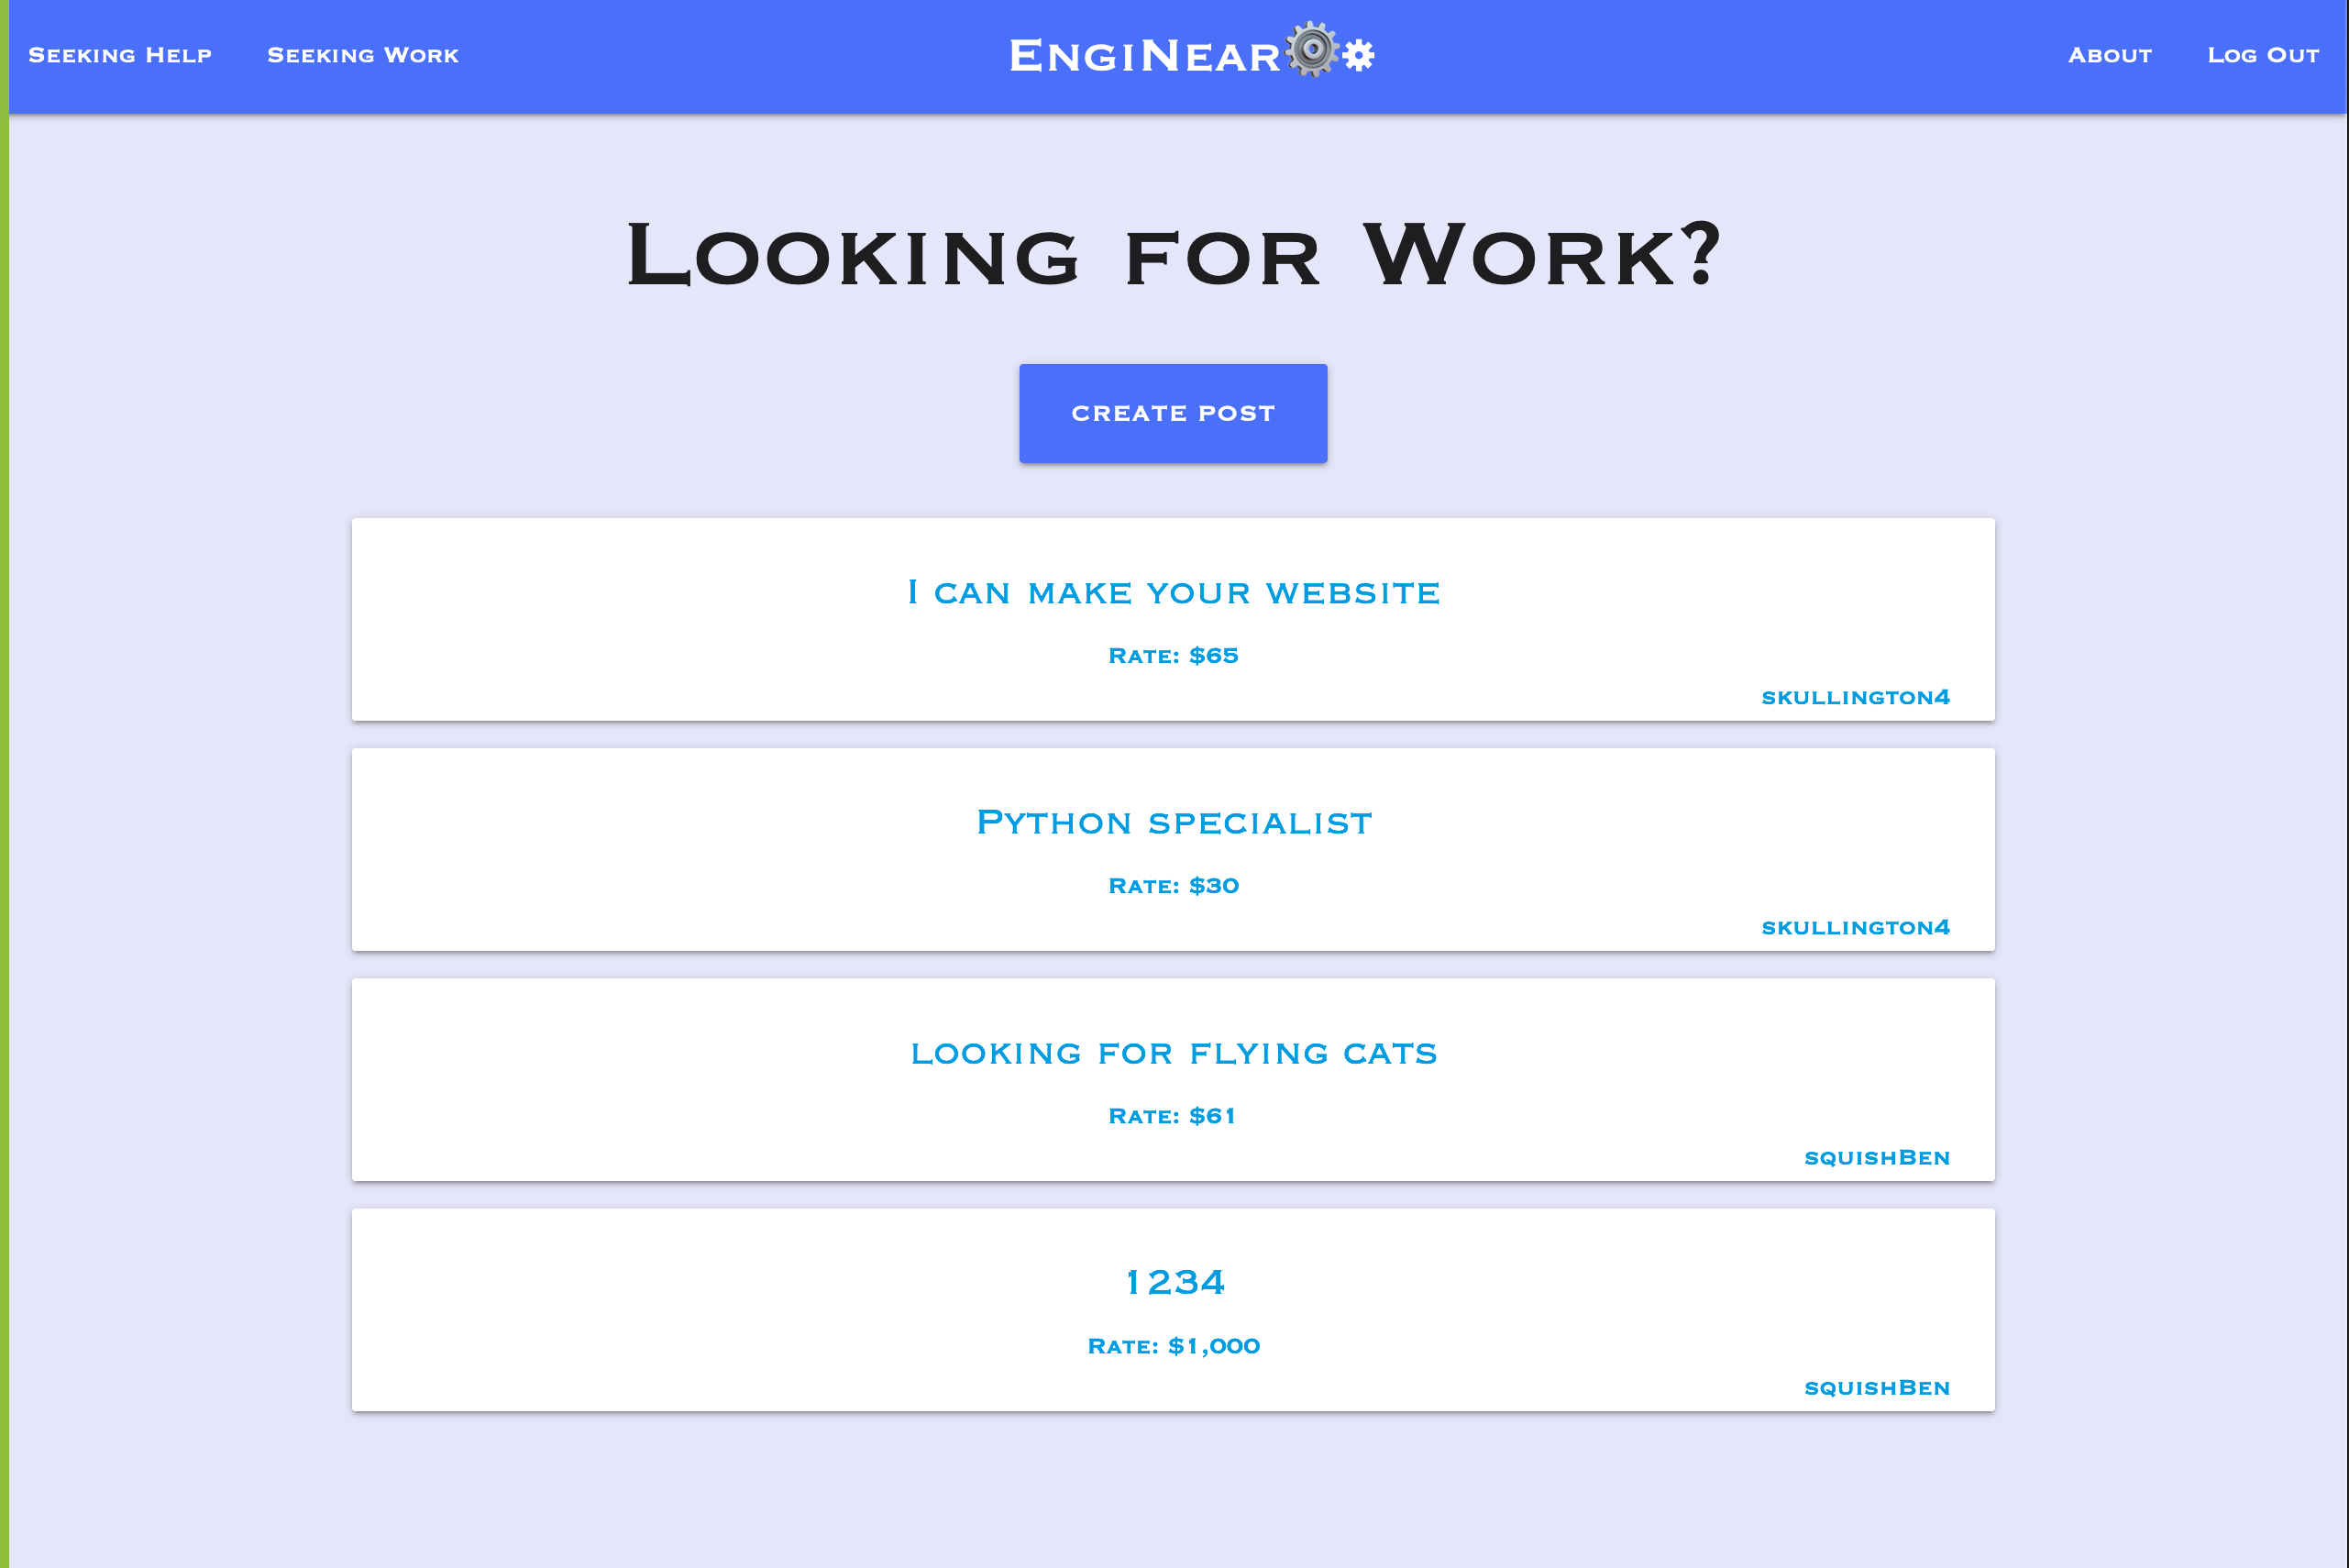 Seeking Help Seeking Work EngiNear About Log Out
Looking for Work?
CREATE POST
I can make your website
Rate: $65
skullington4
Python specialist
Rate: $30
skullington4
looking for flying cats
Rate: $61
squishBen
1234
Rate: $1,000
squishBen